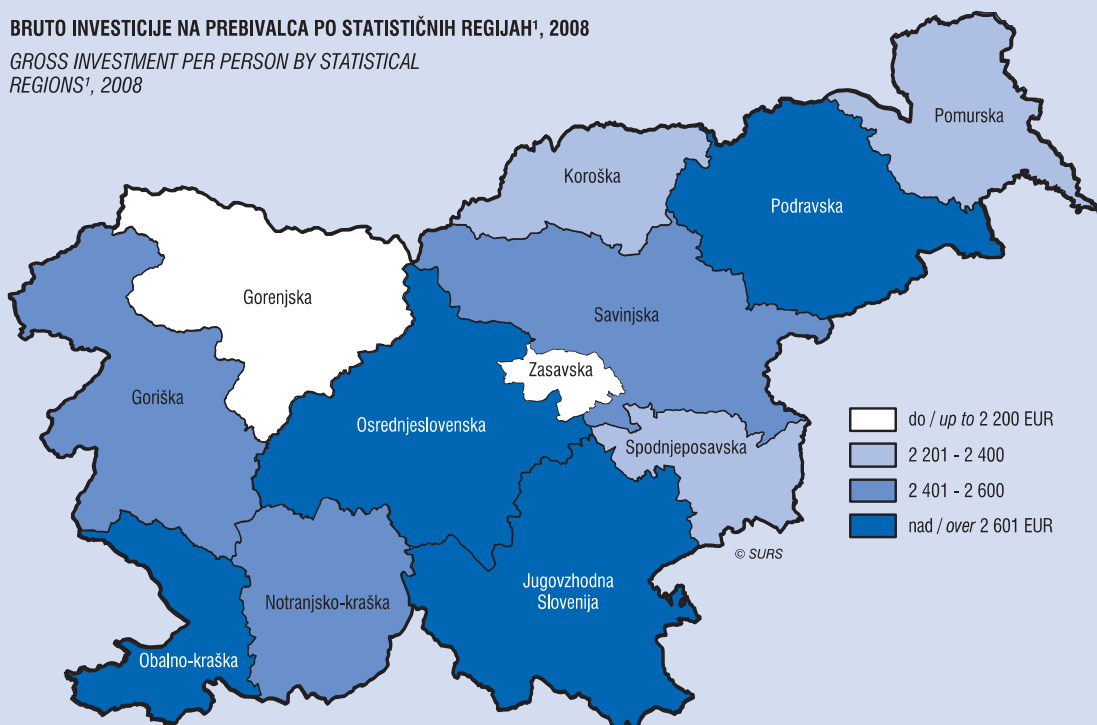 BRUTO INVESTICIJE NA PREBIVALCA PO STATISTIČNIH REGIJAH¹, 2008
GROSS INVESTMENT PER PERSON BY STATISTICAL
REGIONS¹, 2008
Pomurska
Koroška
Podravska
Gorenjska
Savinjska
Zasavska
Goriška
Osrednjeslovenska
Spodnjeposavska
do / up to 2 200 EUR
2 201 - 2 400
2 401 - 2 600
nad / over 2 601 EUR
© SURS
Jugovzhodna
Slovenija
Notranjsko-kraška
Obalno-kraška